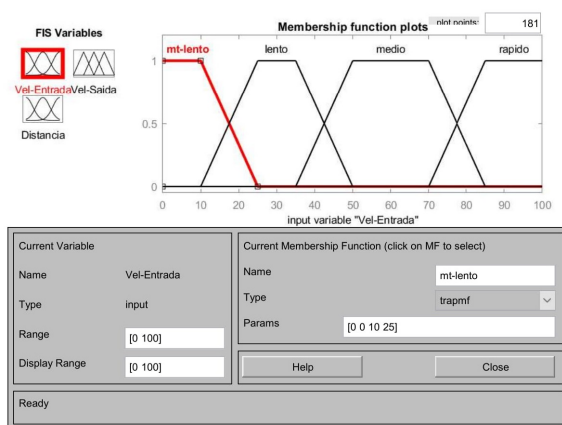 FIS Variables
Vel-Entrada Vel-Saida
Distancia
Membership function plots plot points: 181
mt-lento lento medio rapido
1
0.5
0
0 10 20 30 40 50 60 70 80 90 100
input variable "Vel-Entrada"
Current Variable
Name Vel-Entrada
Type input
Range [0 100]
Display Range [0 100]
Current Membership Function (click on MF to select)
Name mt-lento
Type trapmf
Params [0 0 10 25]
Help Close
Ready